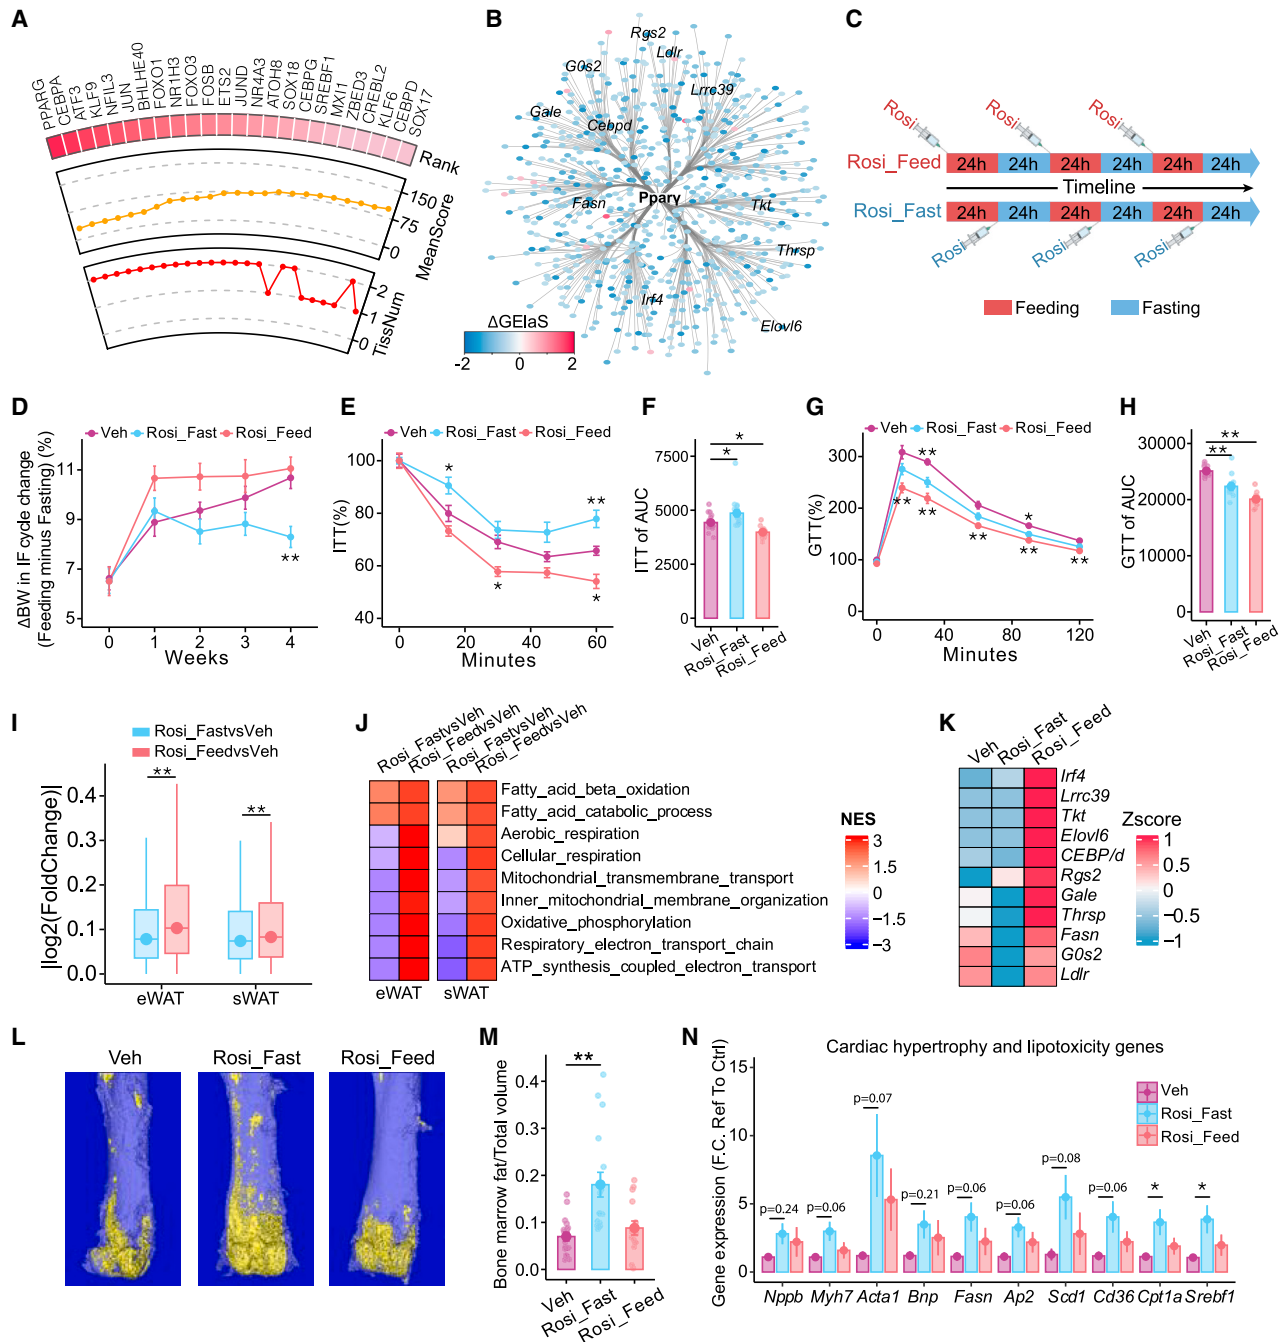 A
PPARG
CEBPA
ATF3
KLF9
NFIL3
JUN
BHLHE40
FOXO1
NR1H3
FOXO3
FOSB
ETS2
JUND
NR4A3
ATOH8
SOX18
CEBPG
SREBF1
MXI1
ZBED3
CREBL2
KLF6
CEBPD
SOX17
Rank
150
75
0
MeanScore
2
1
0
TissNum
B
Rgs2
Ldlr
G0s2
Lrrc39
Gale
Cebpd
Pparγ
Fasn
Tkt
Thrsp
Irf4
Elovl6
ΔGElaS
-2 0 2
C
Rosi Rosi Rosi
Rosi_Feed 24h 24h 24h 24h 24h 24h
Timeline
Rosi_Fast 24h 24h 24h 24h 24h 24h
Rosi Rosi Rosi
Feeding Fasting
D
Veh Rosi_Fast Rosi_Feed
ΔBW in IF cycle change
(Feeding minus Fasting) (%)
11
9
7
5
**
0 1 2 3 4
Weeks
E
Veh Rosi_Fast Rosi_Feed
ITT(%)
100
80
60
40
*
**
*
*
0 20 40 60
Minutes
F
ITT of AUC
7500
5000
2500
0
*
*
Veh
Rosi_Fast
Rosi_Feed
G
Veh Rosi_Fast Rosi_Feed
GTT(%)
300
200
100
0
**
** **
*
** ** **
0 40 80 120
Minutes
H
GTT of AUC
30000
20000
10000
0
**
**
Veh
Rosi_Fast
Rosi_Feed
I
Rosi_FastvsVeh
Rosi_FeedvsVeh
|log2(FoldChange)|
0.4
0.3
0.2
0.1
0.0
**
**
eWAT sWAT
J
Rosi_FastvsVeh
Rosi_FeedvsVeh
Rosi_FastvsVeh
Rosi_FeedvsVeh
Fatty_acid_beta_oxidation
Fatty_acid_catabolic_process
Aerobic_respiration
Cellular_respiration
Mitochondrial_transmembrane_transport
Inner_mitochondrial_membrane_organization
Oxidative_phosphorylation
Respiratory_electron_transport_chain
ATP_synthesis_coupled_electron_transport
eWAT sWAT
NES
3
1.5
0
−1.5
−3
K
Veh
Rosi_Fast
Rosi_Feed
Irf4
Lrrc39
Tkt
Elovl6
CEBP/d
Rgs2
Gale
Thrsp
Fasn
G0s2
Ldlr
Zscore
1
0.5
0
−0.5
−1
L
Veh Rosi_Fast Rosi_Feed
M
Bone marrow fat/Total volume
0.4
0.3
0.2
0.1
0.0
**
Veh
Rosi_Fast
Rosi_Feed
N
Cardiac hypertrophy and lipotoxicity genes
Gene expression (F.C. Ref To Ctrl)
15
10
5
0
Veh
Rosi_Fast
Rosi_Feed
p=0.24 p=0.06 p=0.07 p=0.21 p=0.06 p=0.06 p=0.08 p=0.06 * *
Nppb Myh7 Acta1 Bnp Fasn Ap2 Scd1 Cd36 Cpt1a Srebf1